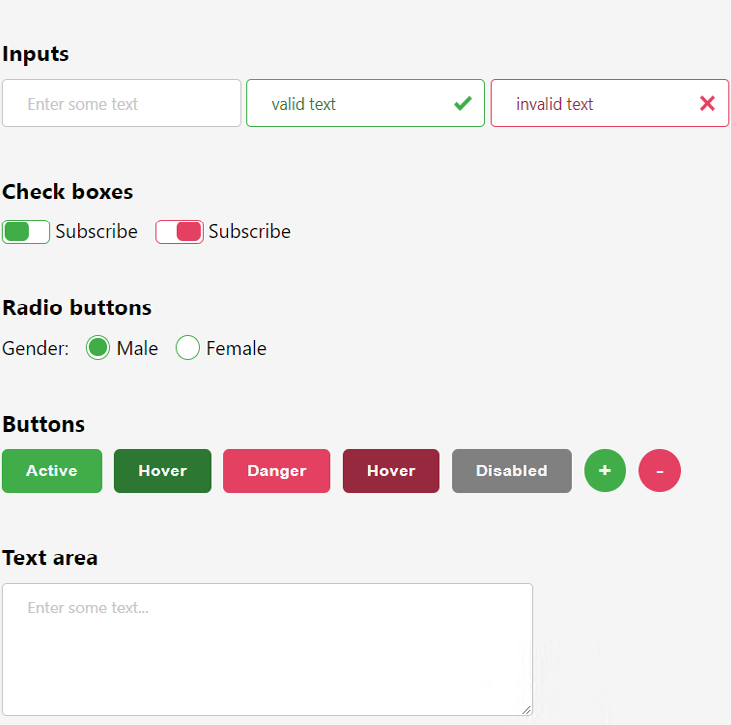 Inputs
Enter some text valid text invalid text
Check boxes
Subscribe Subscribe
Radio buttons
Gender: Male Female
Buttons
Active Hover Danger Hover Disabled + -
Text area
Enter some text...